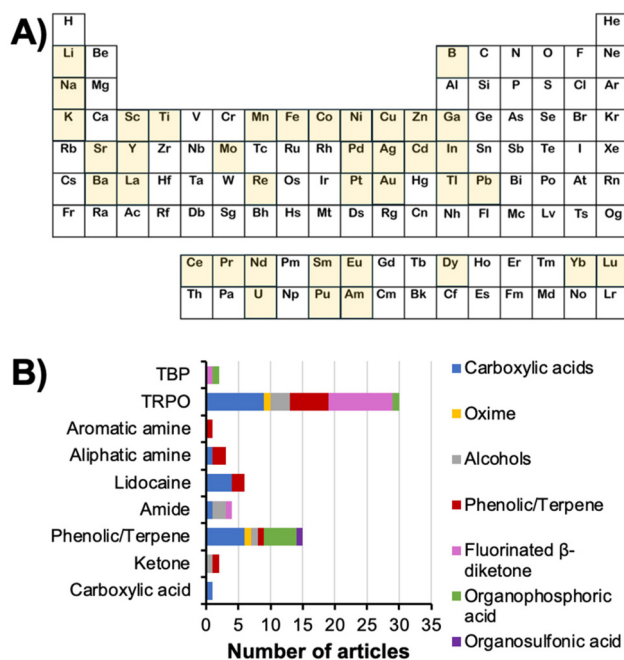 A)
H He
Li Be B C N O F Ne
Na Mg Al Si P S Cl Ar
K Ca Sc Ti V Cr Mn Fe Co Ni Cu Zn Ga Ge As Se Br Kr
Rb Sr Y Zr Nb Mo Tc Ru Rh Pd Ag Cd In Sn Sb Te I Xe
Cs Ba La Hf Ta W Re Os Ir Pt Au Hg Tl Pb Bi Po At Rn
Fr Ra Ac Rf Db Sg Bh Hs Mt Ds Rg Cn Nh Fl Mc Lv Ts Og
Ce Pr Nd Pm Sm Eu Gd Tb Dy Ho Er Tm Yb Lu
Th Pa U Np Pu Am Cm Bk Cf Es Fm Md No Lr
B)
TBP
TRPO
Aromatic amine
Aliphatic amine
Lidocaine
Amide
Phenolic/Terpene
Ketone
Carboxylic acid
0 5 10 15 20 25 30 35
Number of articles
Carboxylic acids
Oxime
Alcohols
Phenolic/Terpene
Fluorinated β-
diketone
Organophosphoric
acid
Organosulfonic acid